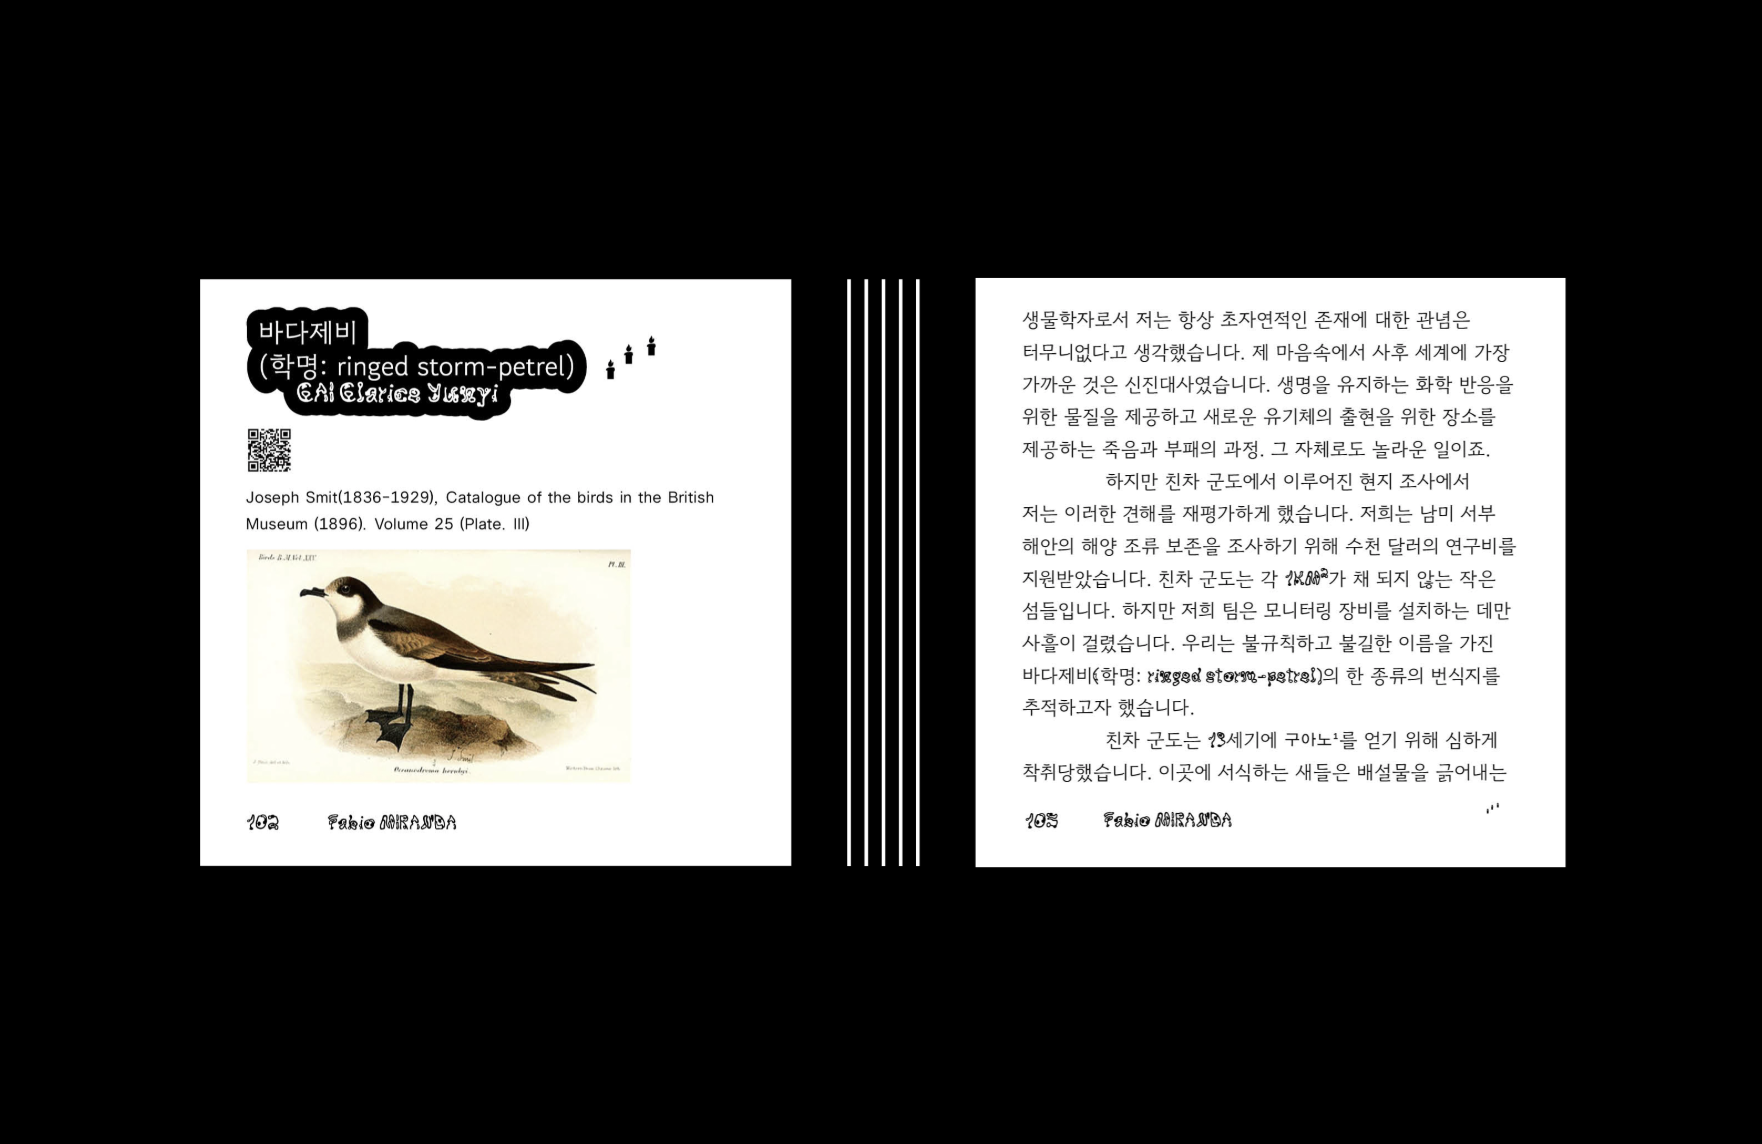 바다제비
(학명: ringed storm-petrel)
CAI Clarice Yunyi
Joseph Smit(1836-1929), Catalogue of the birds in the British
Museum (1896). Volume 25 (Plate. III)
Birds B.M.Vol.XXV.
Pl. III.
J. Smit
Oceanodroma hornbyi.
102 Fabio MIRANDA
생물학자로서 저는 항상 초자연적인 존재에 대한 관념은
터무니없다고 생각했습니다. 제 마음속에서 사후 세계에 가장
가까운 것은 신진대사였습니다. 생명을 유지하는 화학 반응을
위한 물질을 제공하고 새로운 유기체의 출현을 위한 장소를
제공하는 죽음과 부패의 과정. 그 자체로도 놀라운 일이죠.
하지만 친차 군도에서 이루어진 현지 조사에서
저는 이러한 견해를 재평가하게 했습니다. 저희는 남미 서부
해안의 해양 조류 보존을 조사하기 위해 수천 달러의 연구비를
지원받았습니다. 친차 군도는 각 1KM²가 채 되지 않는 작은
섬들입니다. 하지만 저희 팀은 모니터링 장비를 설치하는 데만
사흘이 걸렸습니다. 우리는 불규칙하고 불길한 이름을 가진
바다제비(학명: ringed storm-petrel)의 한 종류의 번식지를
추적하고자 했습니다.
친차 군도는 19세기에 구아노¹를 얻기 위해 심하게
착취당했습니다. 이곳에 서식하는 새들은 배설물을 긁어내는
103 Fabio MIRANDA